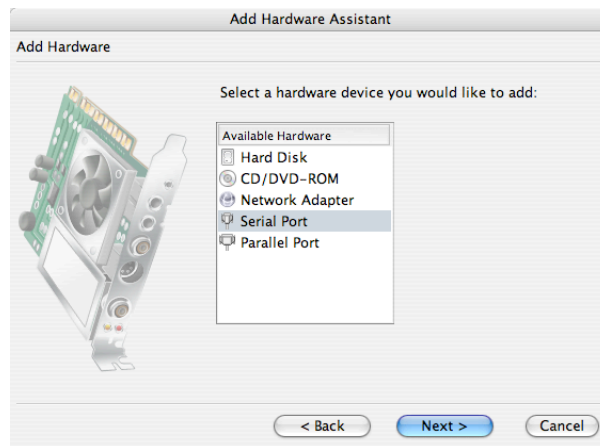 Add Hardware Assistant
Add Hardware
Select a hardware device you would like to add:
Available Hardware
Hard Disk
CD/DVD-ROM
Network Adapter
Serial Port
Parallel Port
< Back
Next >
Cancel